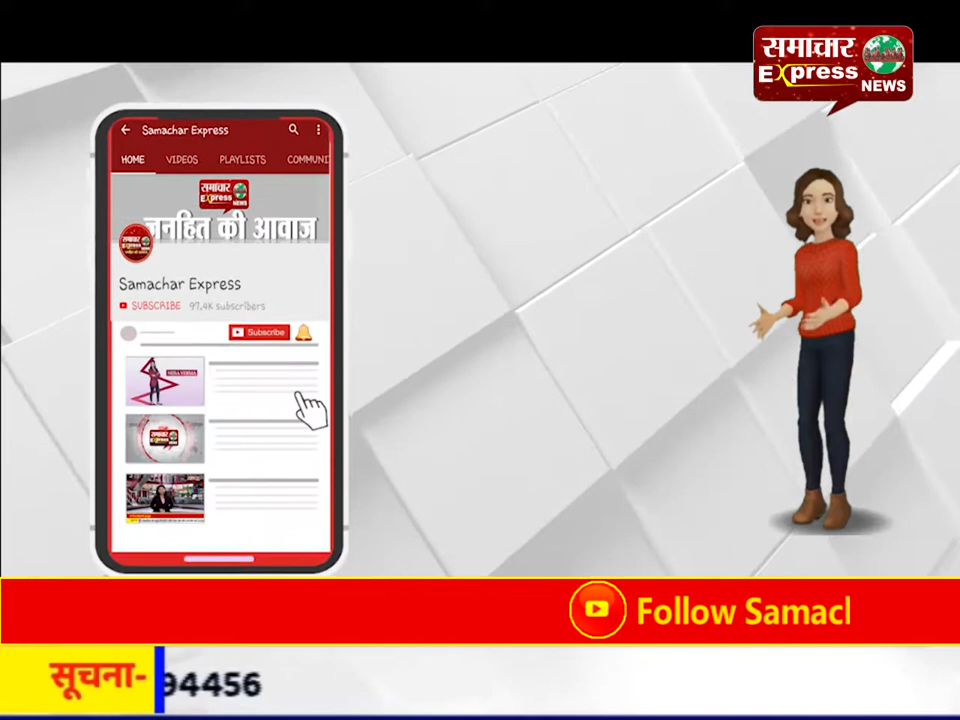 समाचार
Express
NEWS
Samachar Express
HOME VIDEOS PLAYLISTS COMMUNI
समाचार
Express
NEWS
जनहित की आवाज
Samachar Express
SUBSCRIBE 97.4K subscribers
Subscribe
Follow Samacl
सूचना- 94456